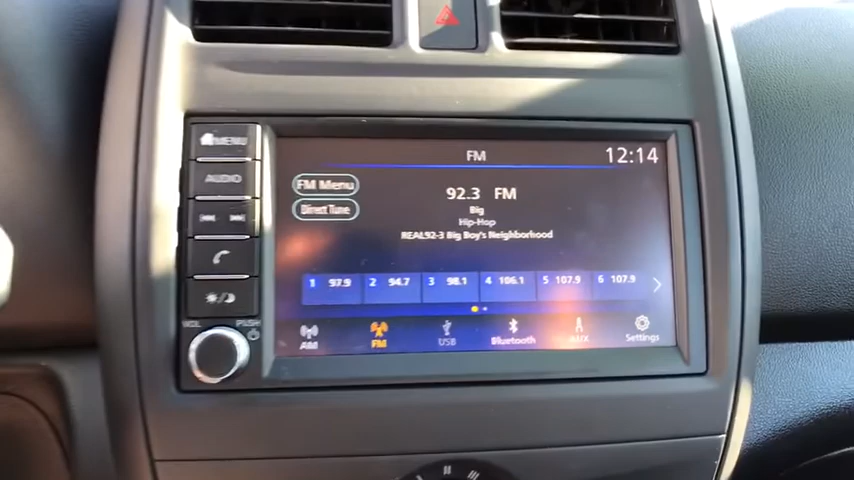 MENU
FM
12:14
AUDIO
FM Menu
92.3 FM
Direct Tune
Big
Hip-Hop
REAL92-3 Big Boy's Neighborhood
1 97.9 2 94.7 3 98.1 4 106.1 5 107.9 6 107.9
VOL PUSH
AM FM USB Bluetooth AUX Settings